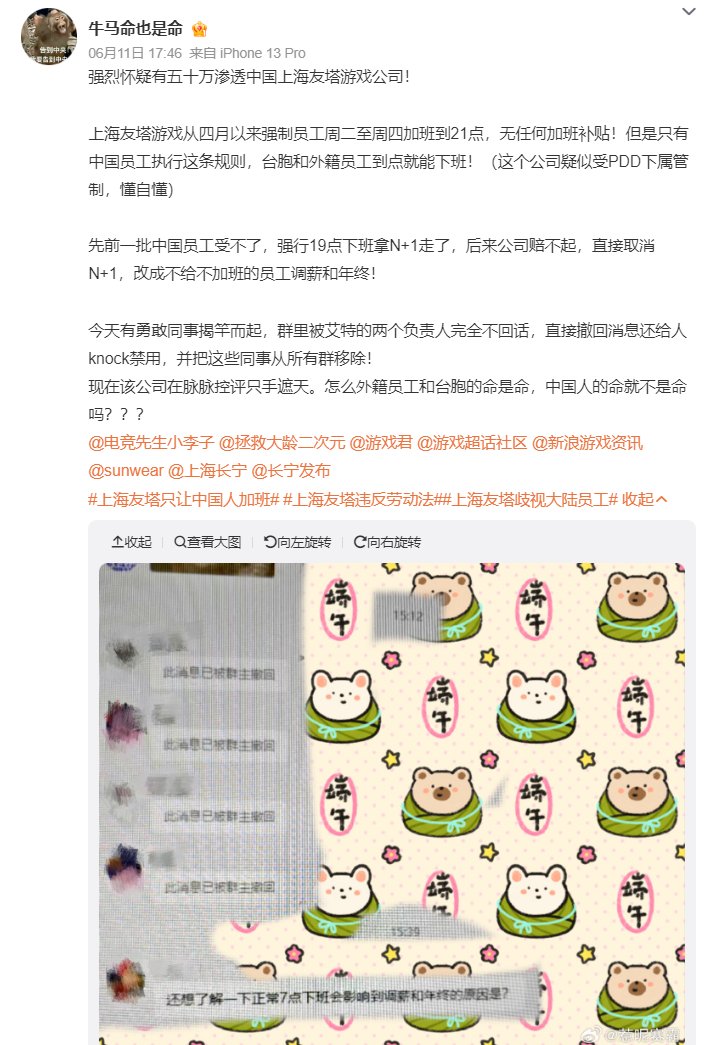 牛马命也是命
06月11日 17:46 来自 iPhone 13 Pro
强烈怀疑有五十万渗透中国上海友塔游戏公司！
上海友塔游戏从四月以来强制员工周二至周四加班到21点，无任何加班补贴！但是只有
中国员工执行这条规则，台胞和外籍员工到点就能下班！（这个公司疑似受PDD下属管
制，懂自懂）
先前一批中国员工受不了，强行19点下班拿N+1走了，后来公司赔不起，直接取消
N+1，改成不给不加班的员工调薪和年终！
今天有勇敢同事揭竿而起，群里被艾特的两个负责人完全不回话，直接撤回消息还给人
knock禁用，并把这些同事从所有群移除！
现在该公司在脉脉控评只手遮天。怎么外籍员工和台胞的命是命，中国人的命就不是命
吗？？？
@电竞先生小李子 @拯救大龄二次元 @游戏君 @游戏超话社区 @新浪游戏资讯
@sunwear @上海长宁 @长宁发布
#上海友塔只让中国人加班# #上海友塔违反劳动法##上海友塔歧视大陆员工# 收起
收起 查看大图 向左旋转 向右旋转
15:12
端午 端午
此消息已被群主撤回
端午 端午
此消息已被群主撤回
端午 端午
此消息已被群主撤回
端午 端午
此消息已被群主撤回
15:39
还想了解一下正常7点下班会影响到调薪和年终的原因是？